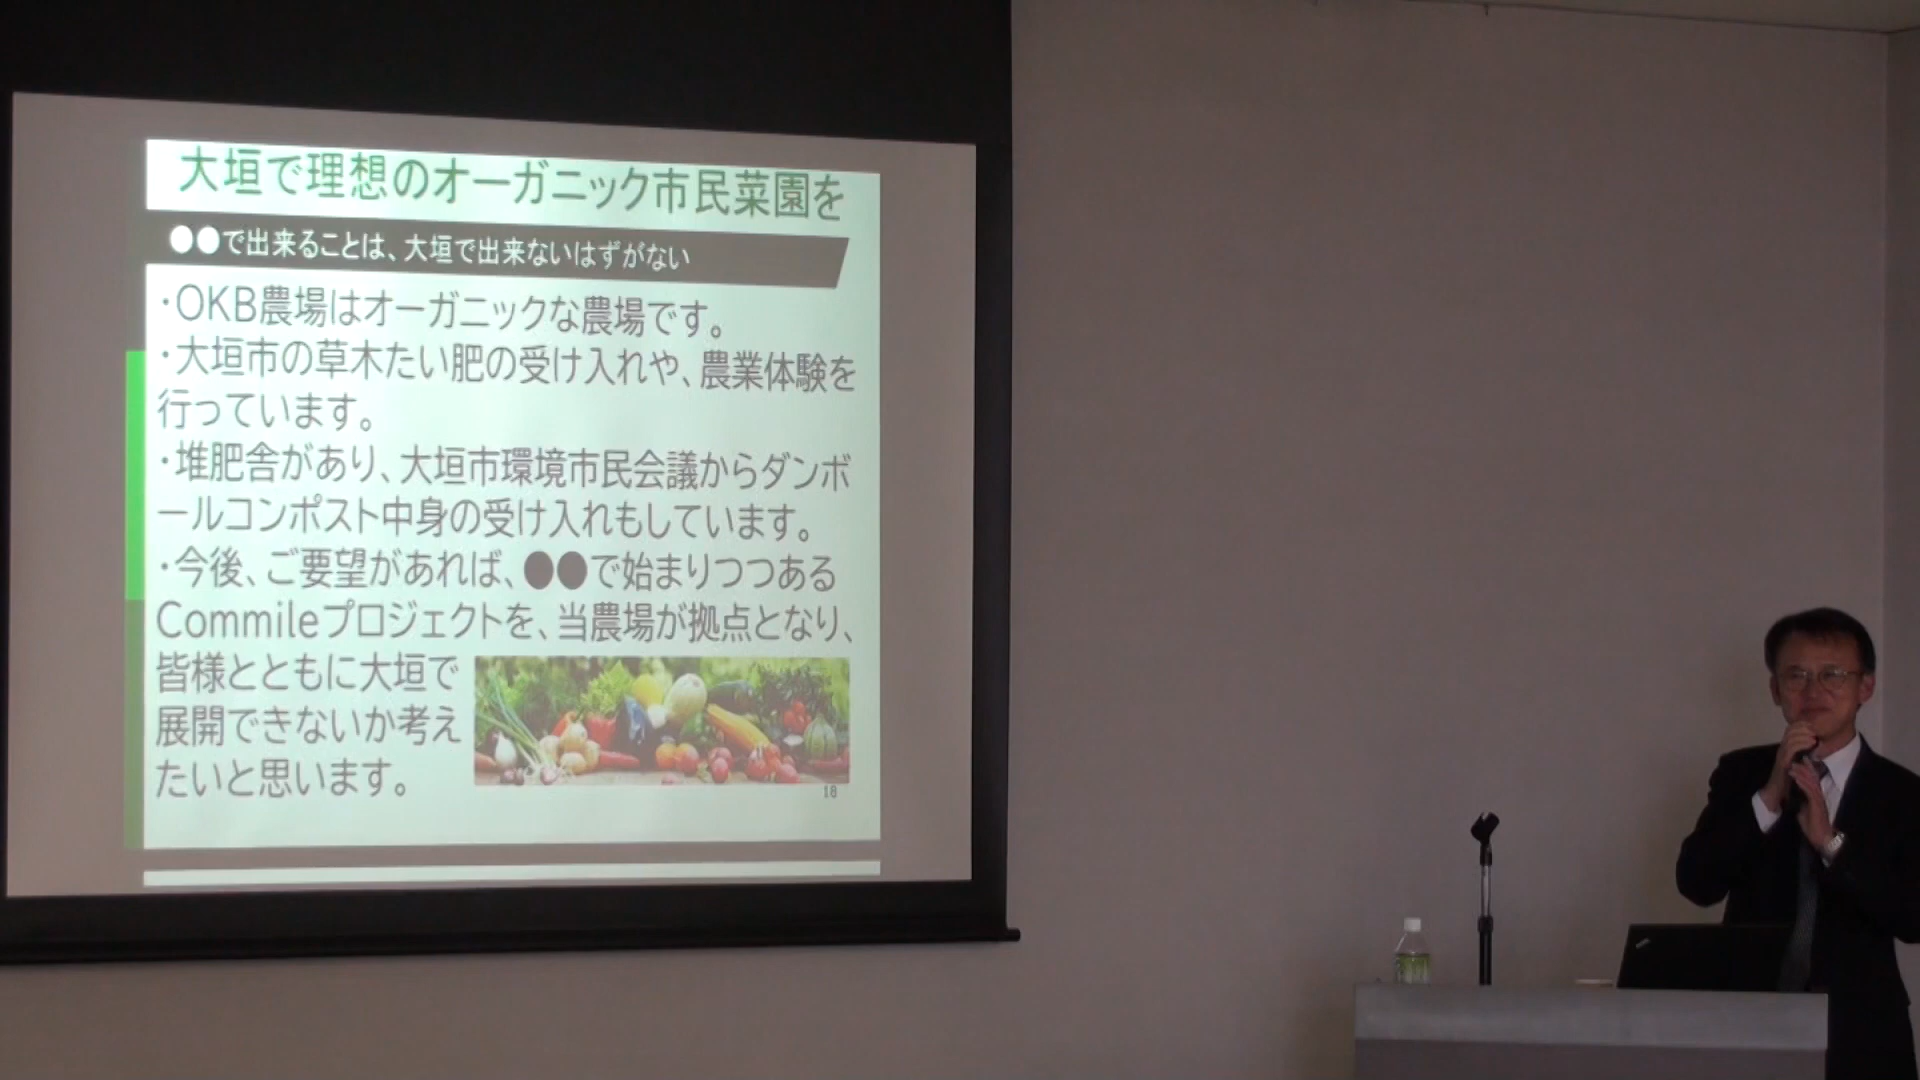 大垣で理想のオーガニック市民菜園を
●●で出来ることは、大垣で出来ないはずがない
・OKB農場はオーガニックな農場です。
・大垣市の草木たい肥の受け入れや、農業体験を
行っています。
・堆肥舎があり、大垣市環境市民会議からダンボ
ールコンポスト中身の受け入れもしています。
・今後、ご要望があれば、●●で始まりつつある
Commileプロジェクトを、当農場が拠点となり、
皆様とともに大垣で
展開できないか考え
たいと思います。
18